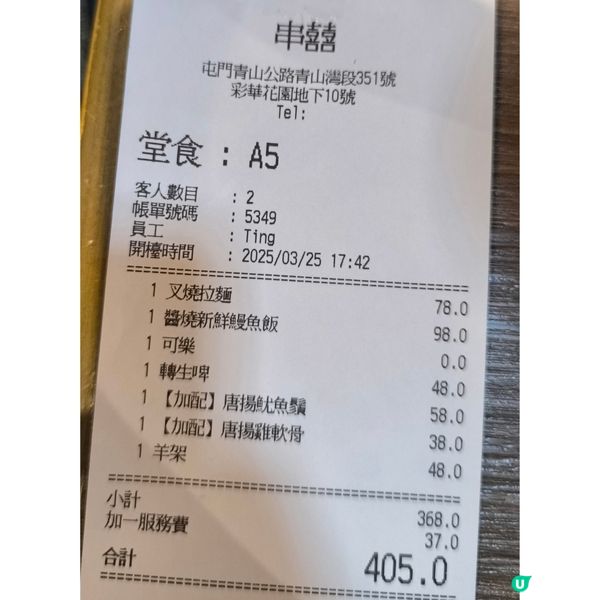 串囍
屯門青山公路青山灣段351號
彩華花園地下10號
Tel:
堂食 : A5
客人數目 : 2
帳單號碼 : 5349
員工 : Ting
開檯時間 : 2025/03/25 17:42
1 叉燒拉麵 78.0
1 醬燒新鮮鰻魚飯 98.0
1 可樂 0.0
1 轉生啤 48.0
1 【加配】唐揚魷魚鬚 58.0
1 【加配】唐揚雞軟骨 38.0
1 羊架 48.0
小計 368.0
加一服務費 37.0
合計 405.0
U